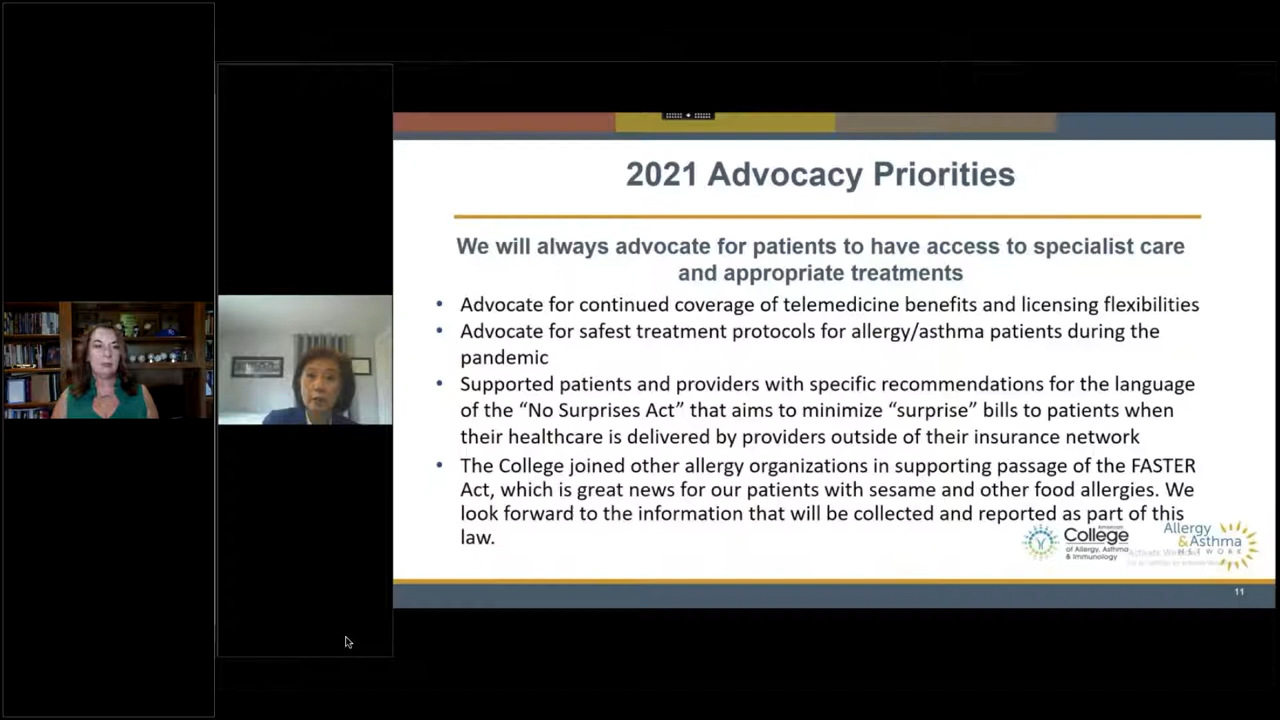 2021 Advocacy Priorities
We will always advocate for patients to have access to specialist care
and appropriate treatments
• Advocate for continued coverage of telemedicine benefits and licensing flexibilities
• Advocate for safest treatment protocols for allergy/asthma patients during the
pandemic
• Supported patients and providers with specific recommendations for the language
of the “No Surprises Act” that aims to minimize “surprise” bills to patients when
their healthcare is delivered by providers outside of their insurance network
• The College joined other allergy organizations in supporting passage of the FASTER
Act, which is great news for our patients with sesame and other food allergies. We
look forward to the information that will be collected and reported as part of this
law.
American
College
of Allergy, Asthma
& Immunology
Allergy
& Asthma
NETWORK
11